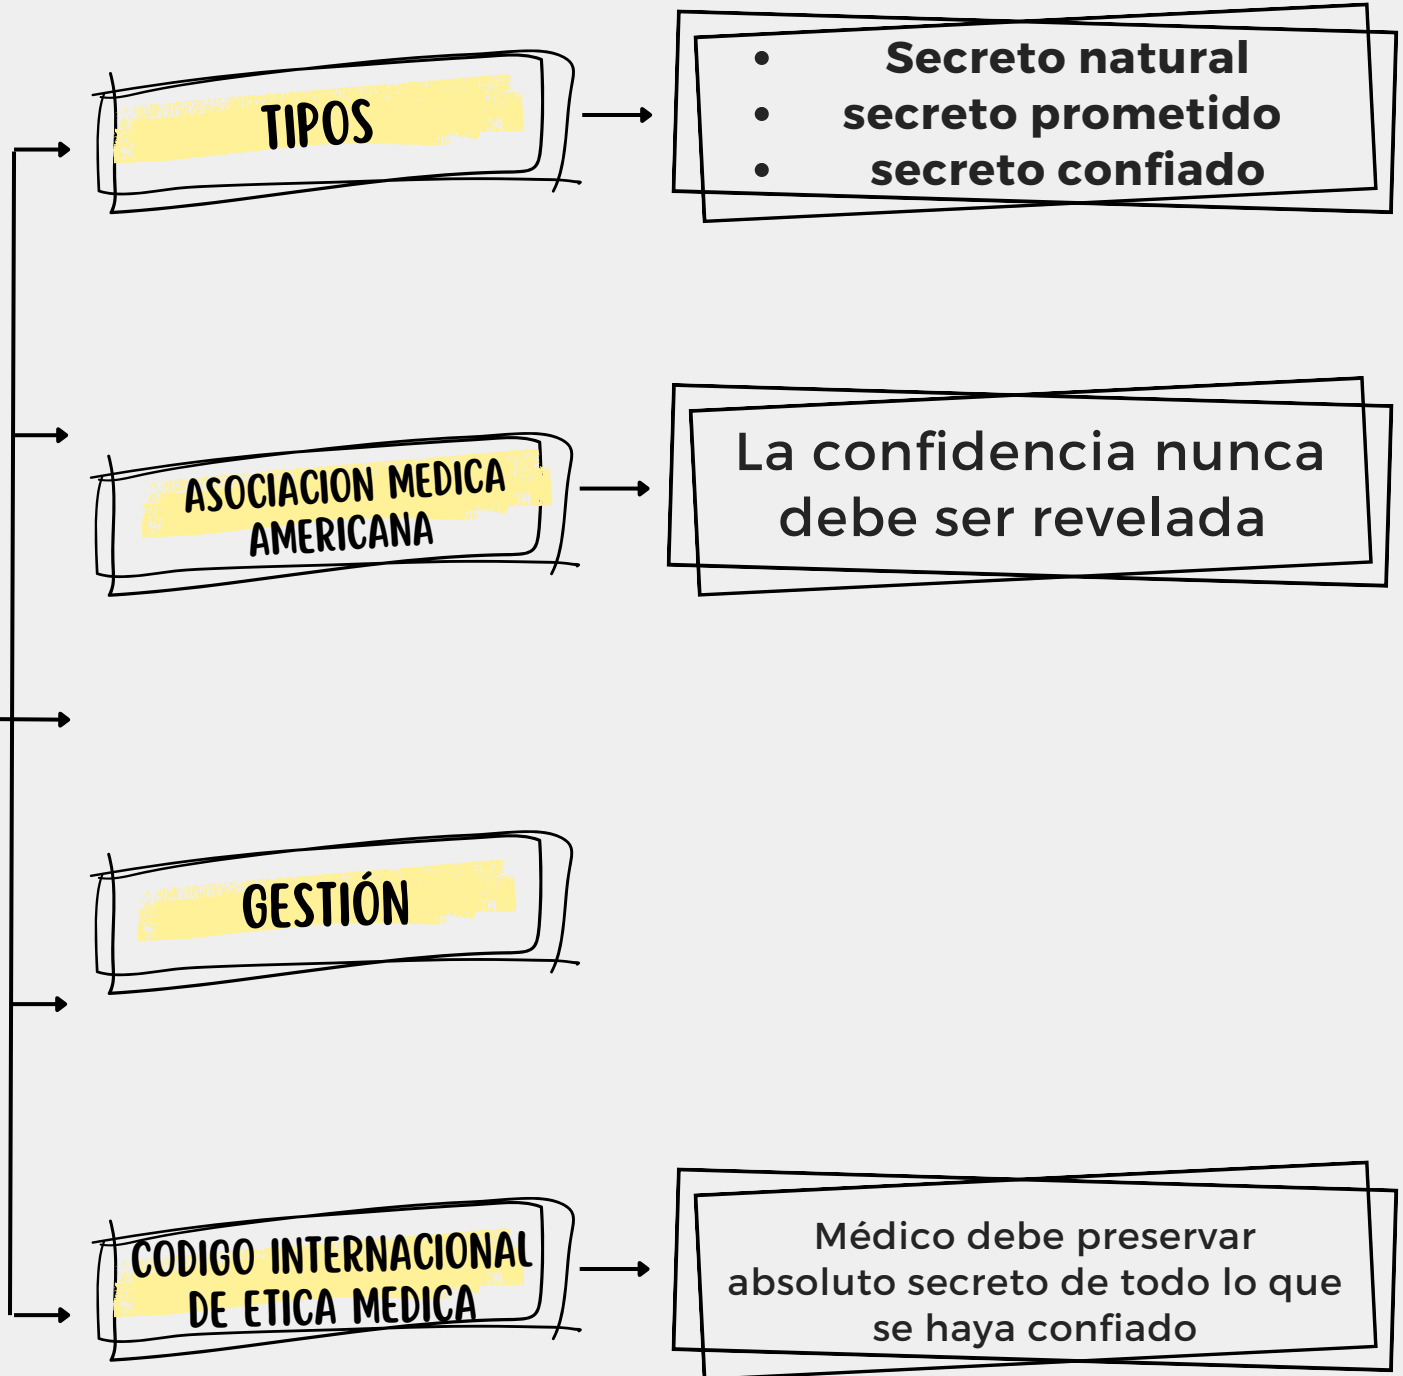 TIPOS
• Secreto natural
• secreto prometido
• secreto confiado
ASOCIACION MEDICA
AMERICANA
La confidencia nunca
debe ser revelada
GESTIÓN
CODIGO INTERNACIONAL
DE ETICA MEDICA
Médico debe preservar
absoluto secreto de todo lo que
se haya confiado